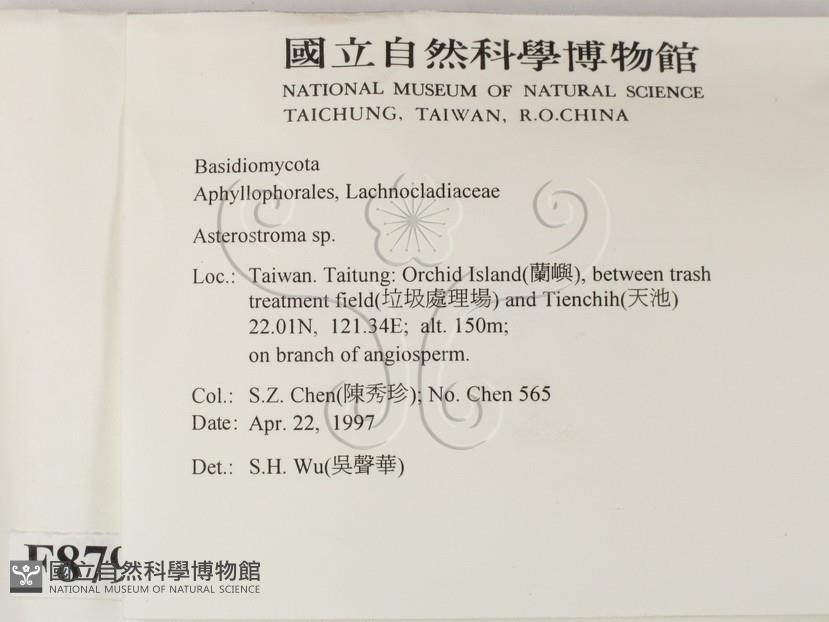 國立自然科學博物館
NATIONAL MUSEUM OF NATURAL SCIENCE
TAICHUNG, TAIWAN, R.O.CHINA
Basidiomycota
Aphyllophorales, Lachnocladiaceae
Asterostroma sp.
Loc.: Taiwan. Taitung: Orchid Island(蘭嶼), between trash
treatment field(垃圾處理場) and Tienchih(天池)
22.01N, 121.34E; alt. 150m;
on branch of angiosperm.
Col.: S.Z. Chen(陳秀珍); No. Chen 565
Date: Apr. 22, 1997
Det.: S.H. Wu(吳聲華)
國立自然科學博物館
NATIONAL MUSEUM OF NATURAL SCIENCE